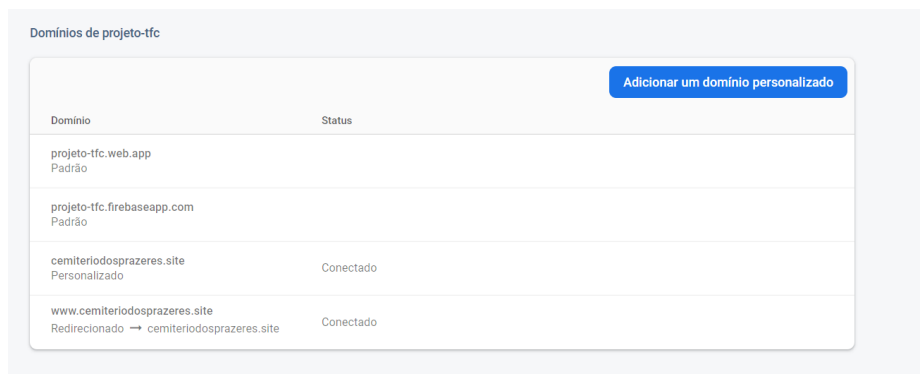 Domínios de projeto-tfc
Adicionar um domínio personalizado
Domínio Status
projeto-tfc.web.app
Padrão
projeto-tfc.firebaseapp.com
Padrão
cemiteriodosprazeres.site
Personalizado
Conectado
www.cemiteriodosprazeres.site
Redirecionado → cemiteriodosprazeres.site
Conectado